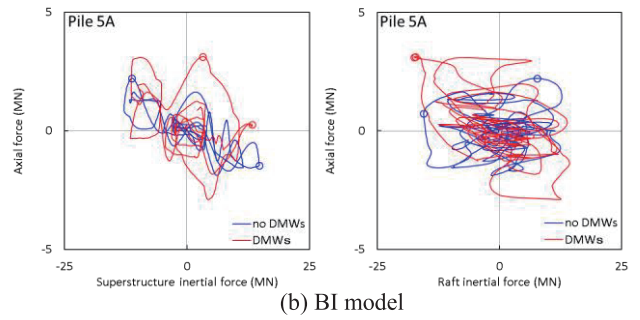 Pile 5A
5
0
-5
Axial force (MN)
no DMWs
DMWs
-25
0
25
Superstructure inertial force (MN)
Pile 5A
5
0
-5
Axial force (MN)
no DMWs
DMWs
-25
0
25
Raft inertial force (MN)
(b) BI model